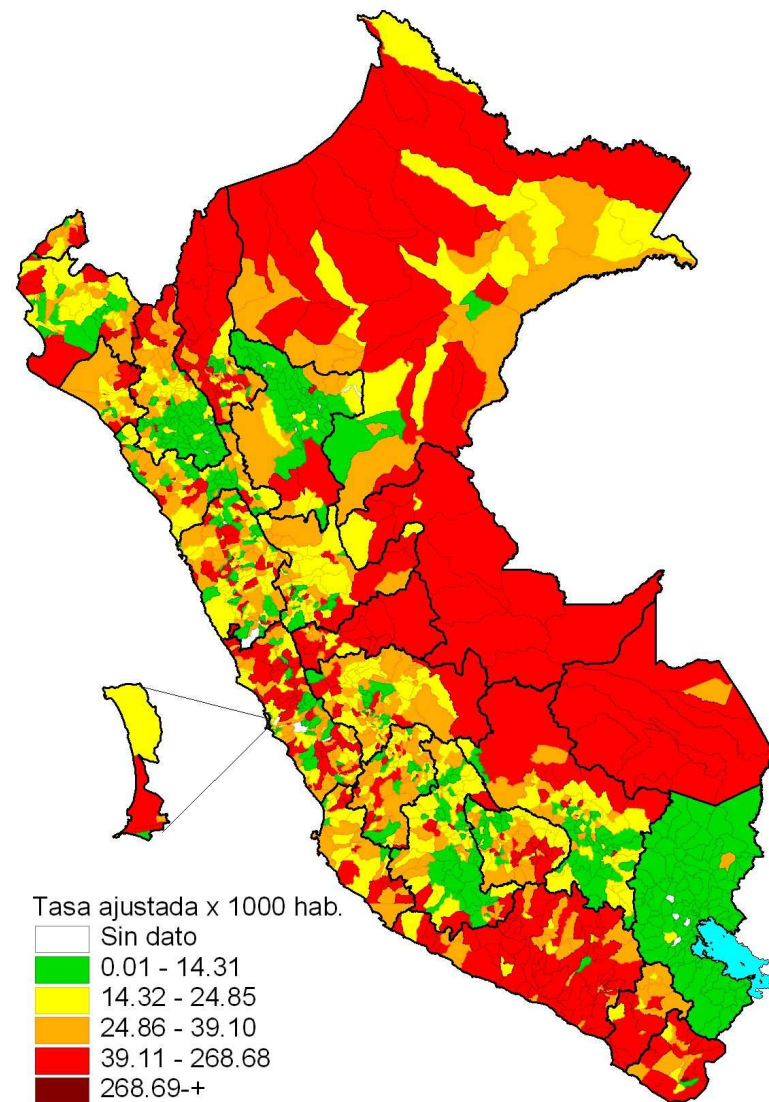 Tasa ajustada x 1000 hab.
Sin dato
0.01 - 14.31
14.32 - 24.85
24.86 - 39.10
39.11 - 268.68
268.69-+